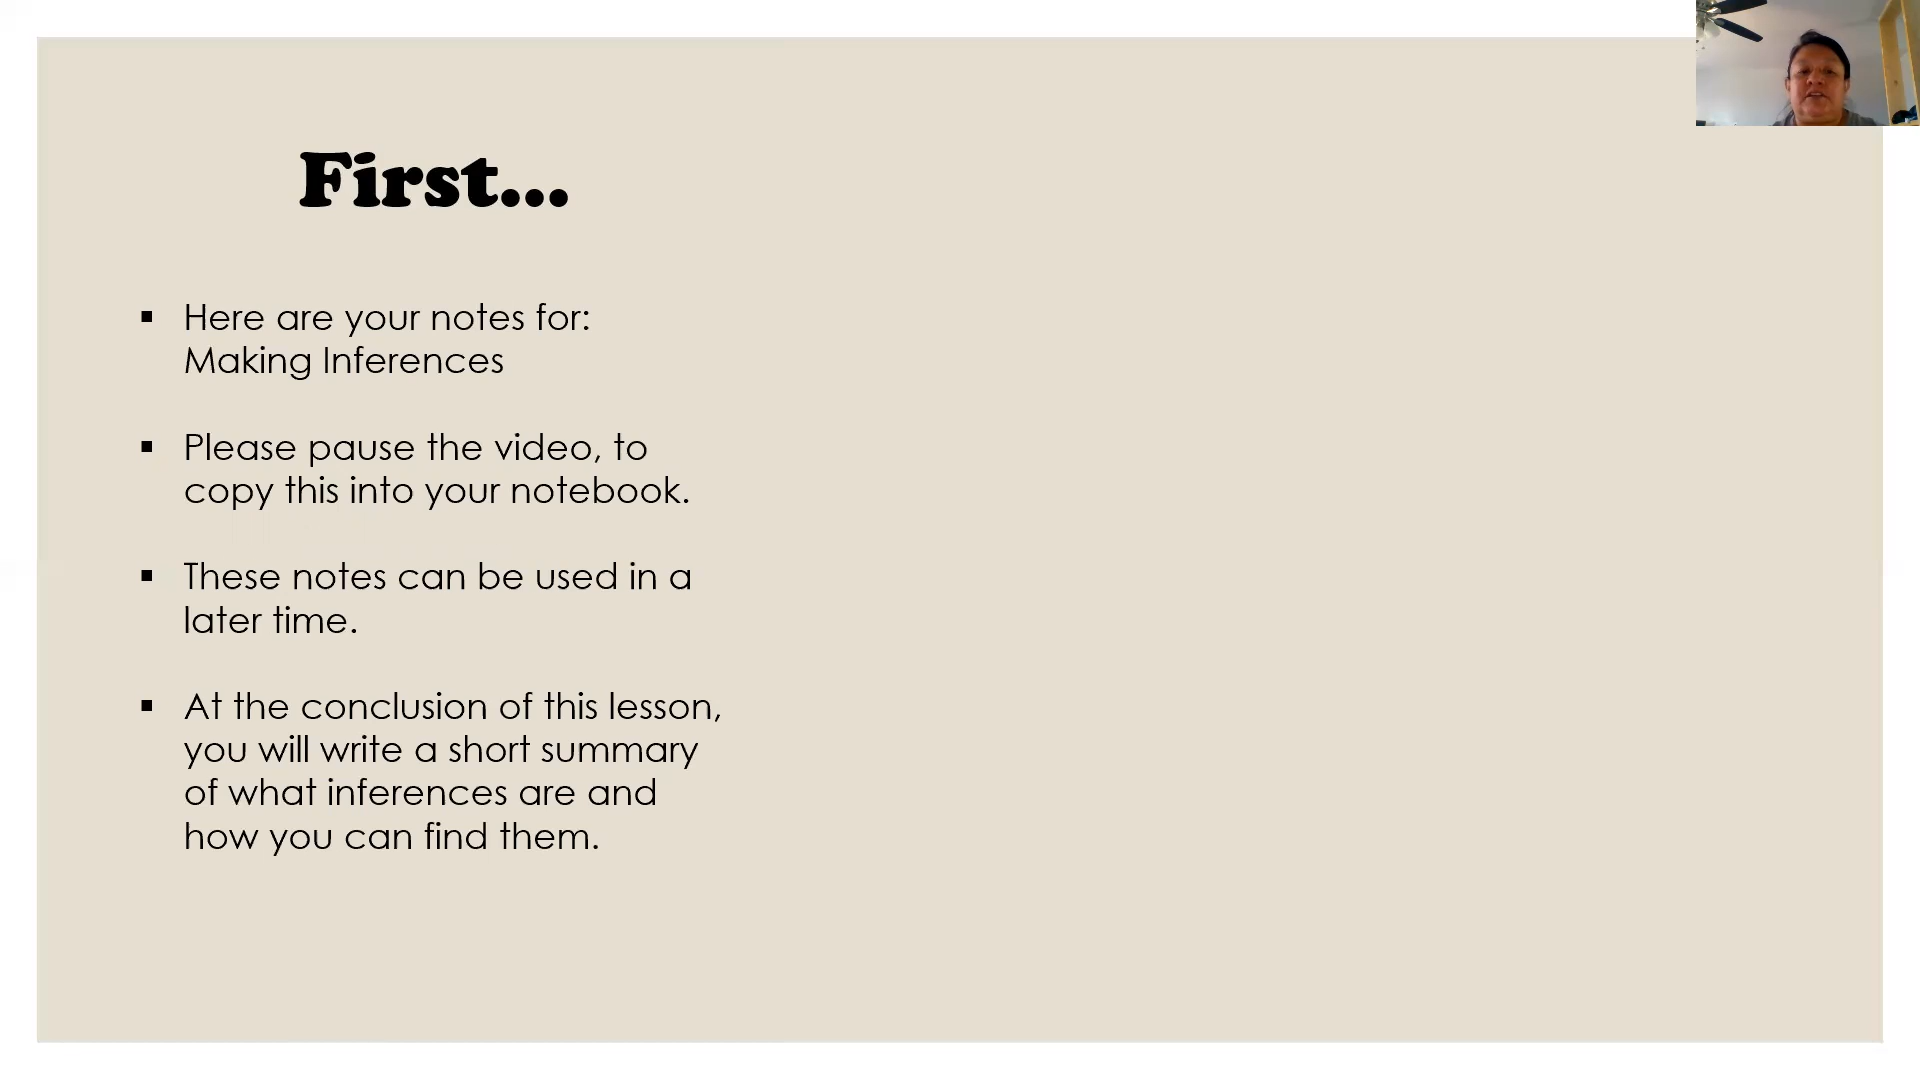 First...
▪ Here are your notes for:
Making Inferences
▪ Please pause the video, to
copy this into your notebook.
▪ These notes can be used in a
later time.
▪ At the conclusion of this lesson,
you will write a short summary
of what inferences are and
how you can find them.